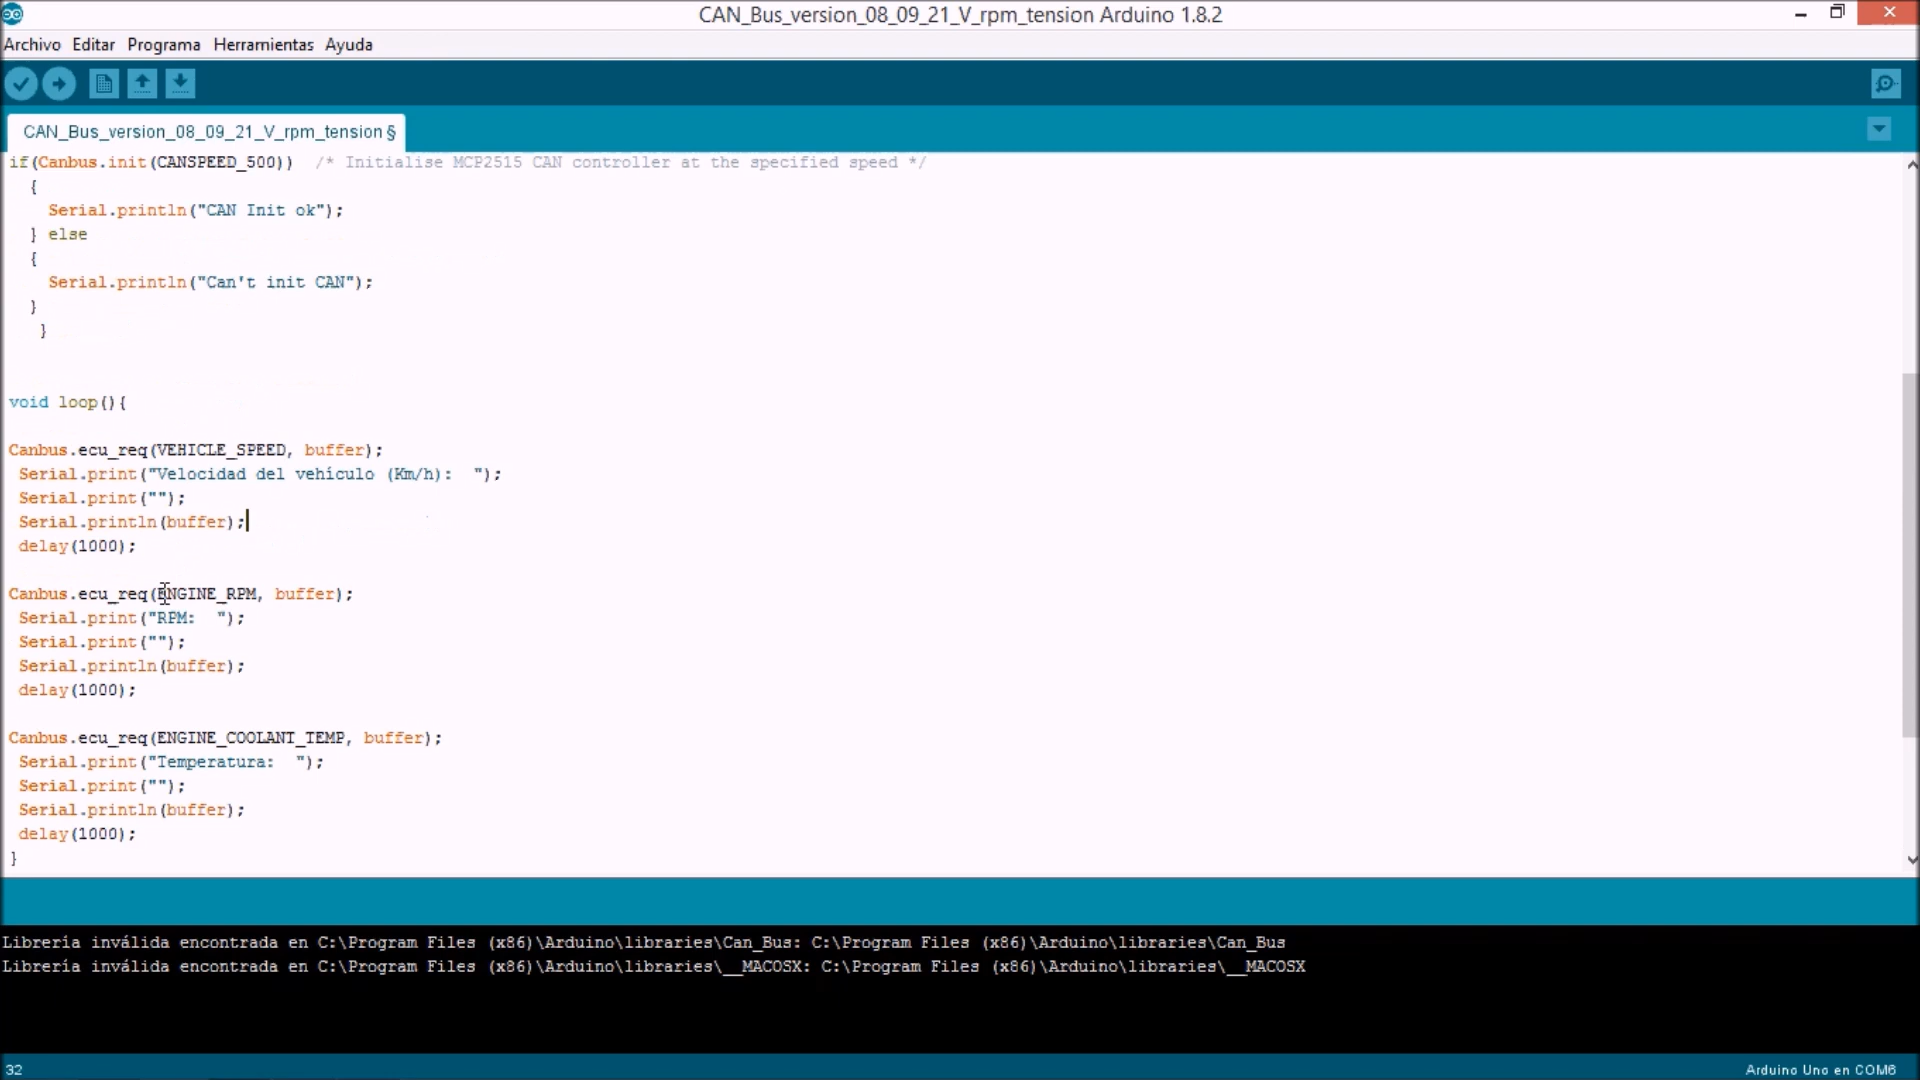 CAN_Bus_version_08_09_21_V_rpm_tension Arduino 1.8.2
Archivo Editar Programa Herramientas Ayuda
CAN_Bus_version_08_09_21_V_rpm_tension §
if(Canbus.init(CANSPEED_500))  /* Initialise MCP2515 CAN controller at the specified speed */
{
Serial.println("CAN Init ok");
} else
{
Serial.println("Can't init CAN");
}
}
void loop(){
Canbus.ecu_req(VEHICLE_SPEED, buffer);
Serial.print("Velocidad del vehículo (Km/h):  ");
Serial.print("");
Serial.println(buffer);
delay(1000);
Canbus.ecu_req(ENGINE_RPM, buffer);
Serial.print("RPM:  ");
Serial.print("");
Serial.println(buffer);
delay(1000);
Canbus.ecu_req(ENGINE_COOLANT_TEMP, buffer);
Serial.print("Temperatura:  ");
Serial.print("");
Serial.println(buffer);
delay(1000);
}
Librería inválida encontrada en C:\Program Files (x86)\Arduino\libraries\Can_Bus: C:\Program Files (x86)\Arduino\libraries\Can_Bus
Librería inválida encontrada en C:\Program Files (x86)\Arduino\libraries\__MACOSX: C:\Program Files (x86)\Arduino\libraries\__MACOSX
32
Arduino Uno en COM6